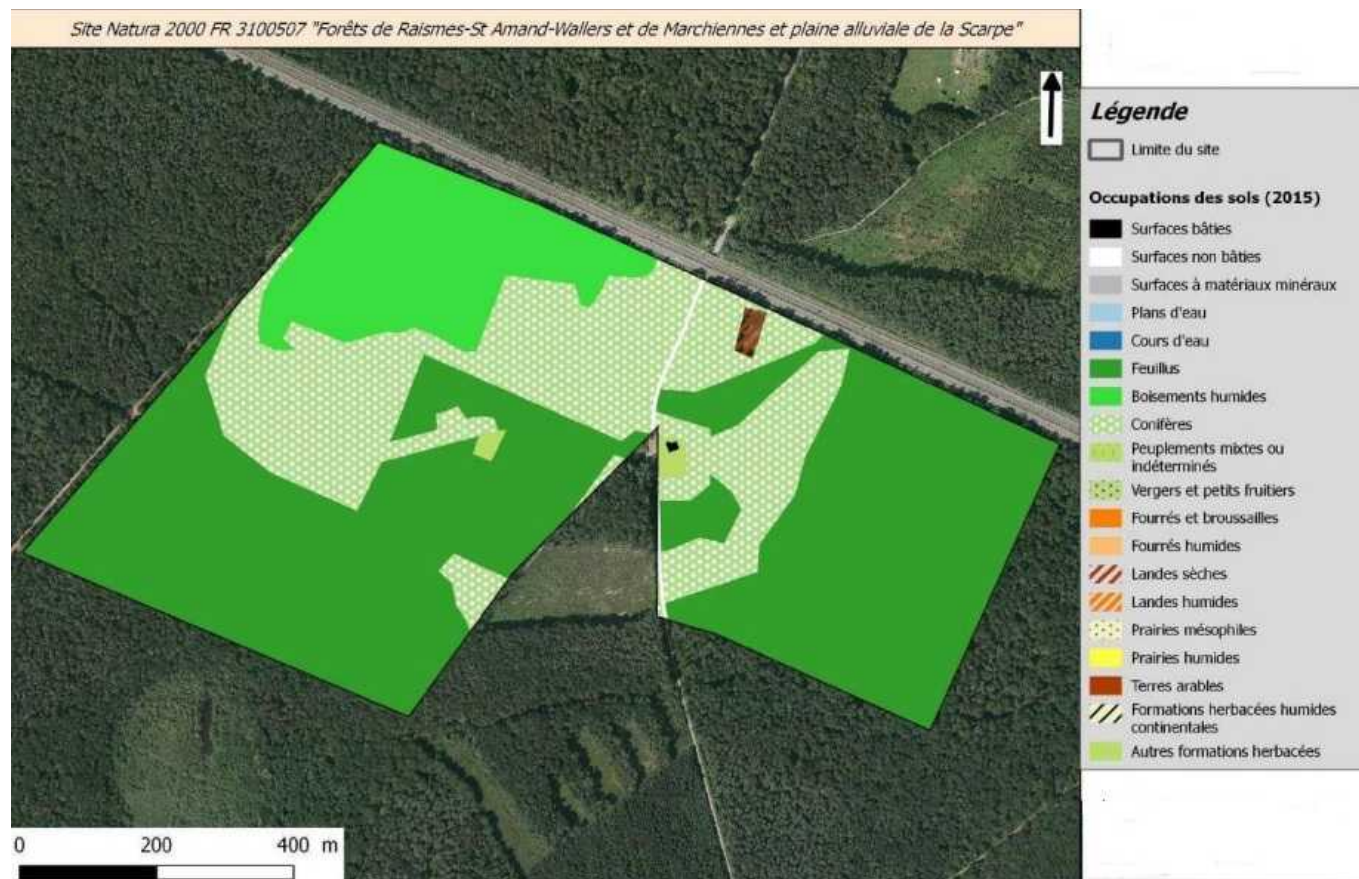 Site Natura 2000 FR 3100507 "Forêts de Raismes-St Amand-Wallers et de Marchiennes et plaine alluviale de la Scarpe"
Légende
Limite du site
Occupations des sols (2015)
Surfaces bâties
Surfaces non bâties
Surfaces à matériaux minéraux
Plans d'eau
Cours d'eau
Feuillus
Boisements humides
Conifères
Peuplements mixtes ou
indéterminés
Vergers et petits fruitiers
Fourrés et broussailles
Fourrés humides
Landes sèches
Landes humides
Prairies mésophiles
Prairies humides
Terres arables
Formations herbacées humides
continentales
Autres formations herbacées
0 200 400 m